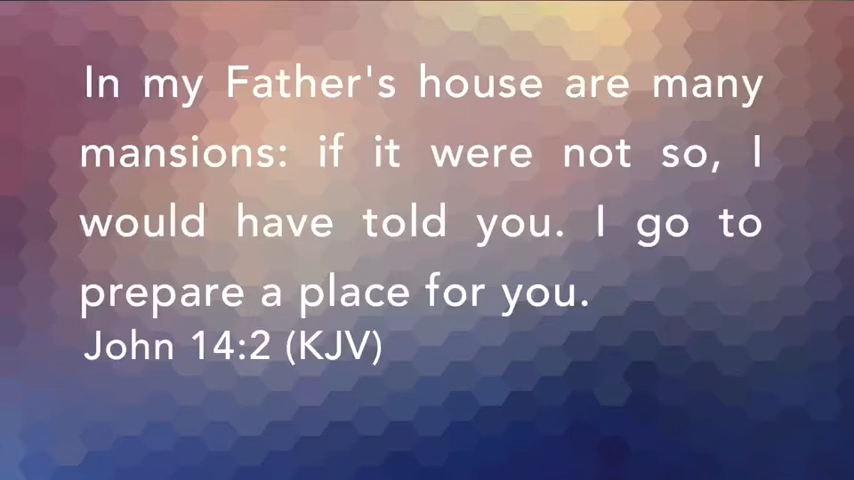 In my Father's house are many
mansions: if it were not so, I
would have told you. I go to
prepare a place for you.
John 14:2 (KJV)